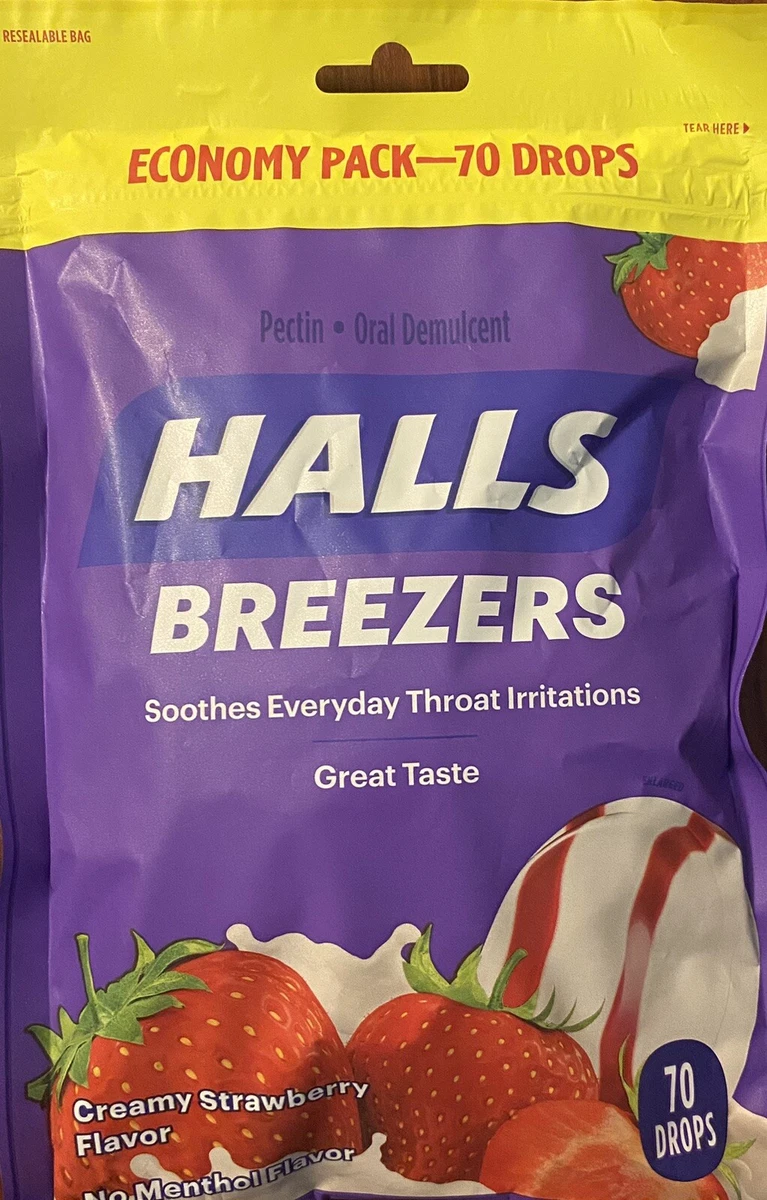 RESEALABLE BAG
TEAR HERE
ECONOMY PACK—70 DROPS
Pectin • Oral Demulcent
HALLS
BREEZERS
Soothes Everyday Throat Irritations
Great Taste
ENLARGED
Creamy Strawberry
Flavor
No Menthol Flavor
70
DROPS